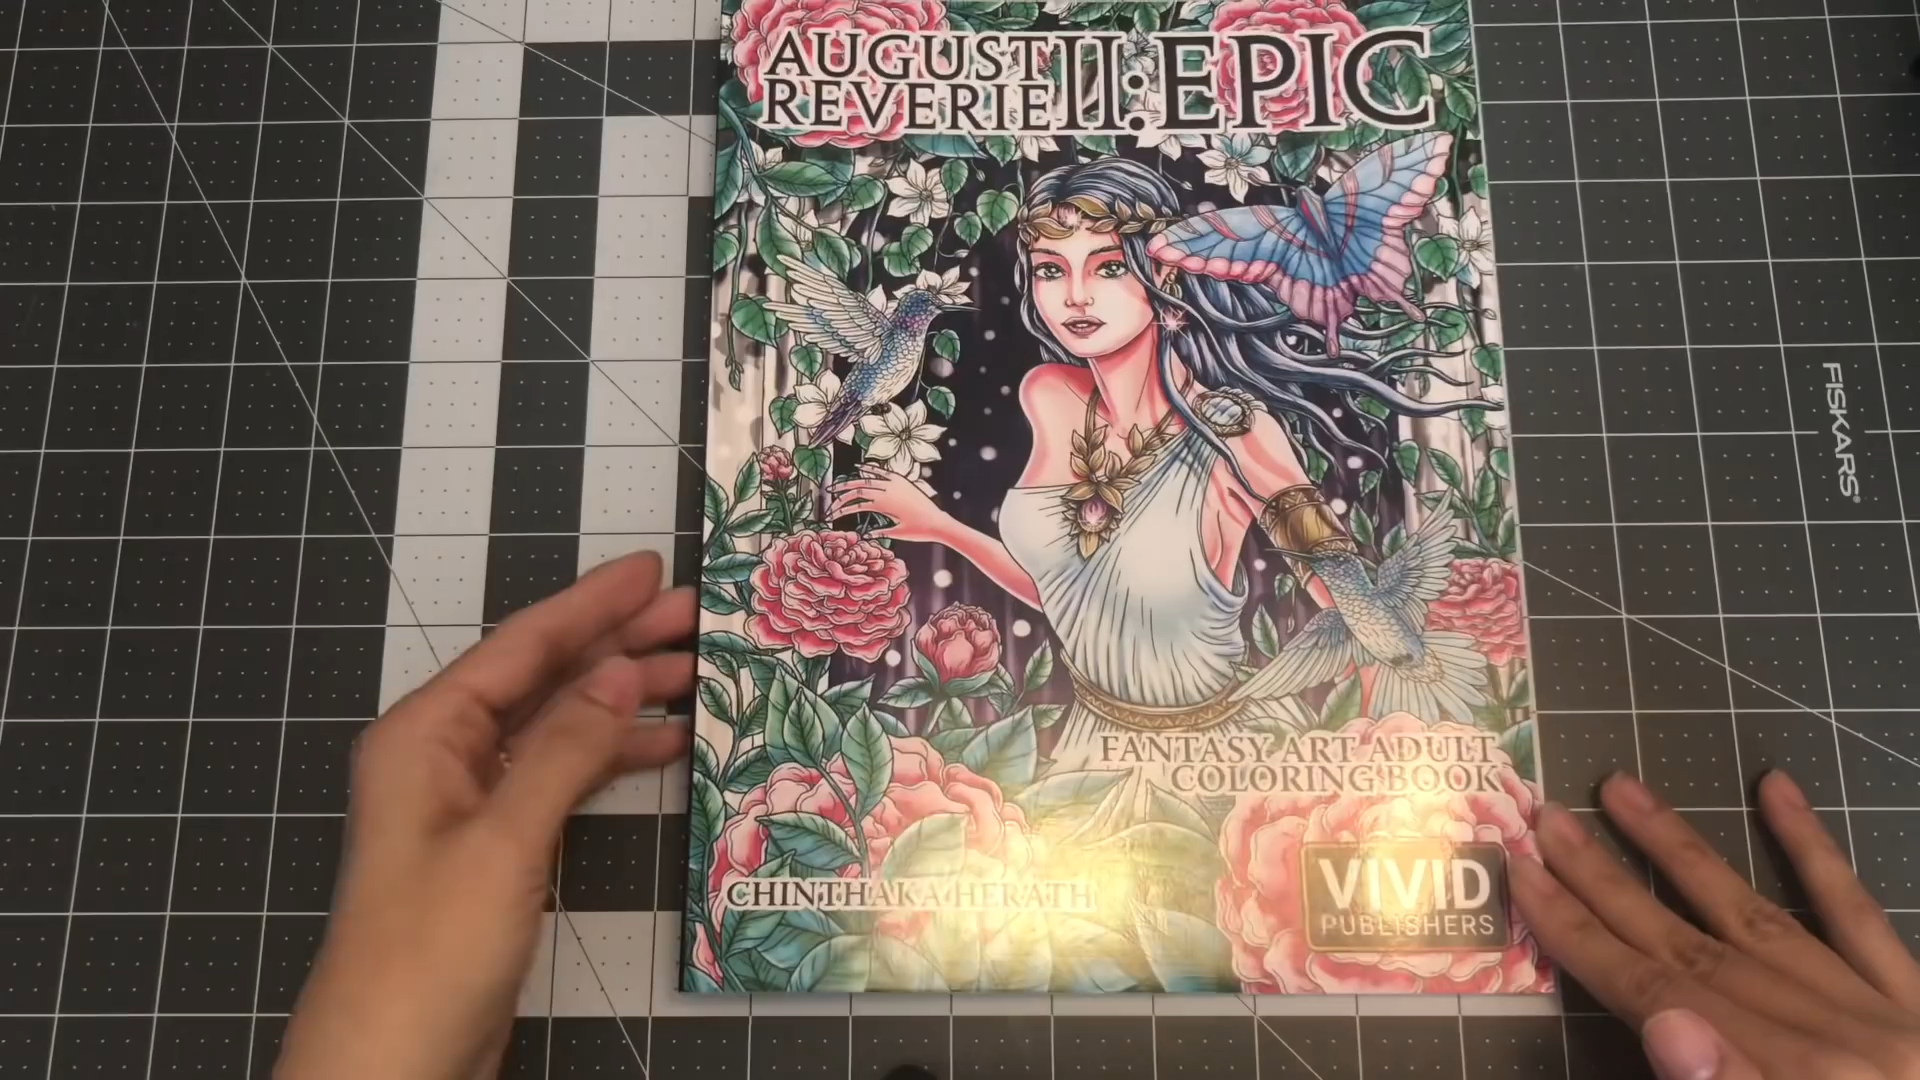 AUGUST
REVERIE II: EPIC
FANTASY ART ADULT
COLORING BOOK
CHINTHAKA HERATH
VIVID
PUBLISHERS
FISKARS®